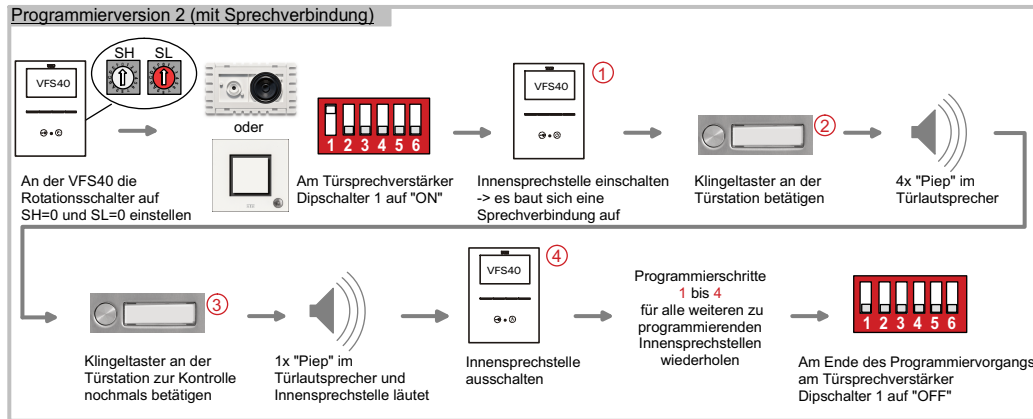 Programmierversion 2 (mit Sprechverbindung)
SH SL
VFS40
An der VFS40 die
Rotationsschalter auf
SH=0 und SL=0 einstellen
oder
1 2 3 4 5 6
Am Türsprechverstärker
Dipschalter 1 auf "ON"
1
VFS40
Innensprechstelle einschalten
-> es baut sich eine
Sprechverbindung auf
2
Klingeltaster an der
Türstation betätigen
4x "Piep" im
Türlautsprecher
3
Klingeltaster an der
Türstation zur Kontrolle
nochmals betätigen
1x "Piep" im
Türlautsprecher und
Innensprechstelle läutet
4
VFS40
Innensprechstelle
ausschalten
Programmierschritte
1 bis 4
für alle weiteren zu
programmierenden
Innensprechstellen
wiederholen
1 2 3 4 5 6
Am Ende des Programmiervorgangs
am Türsprechverstärker
Dipschalter 1 auf "OFF"